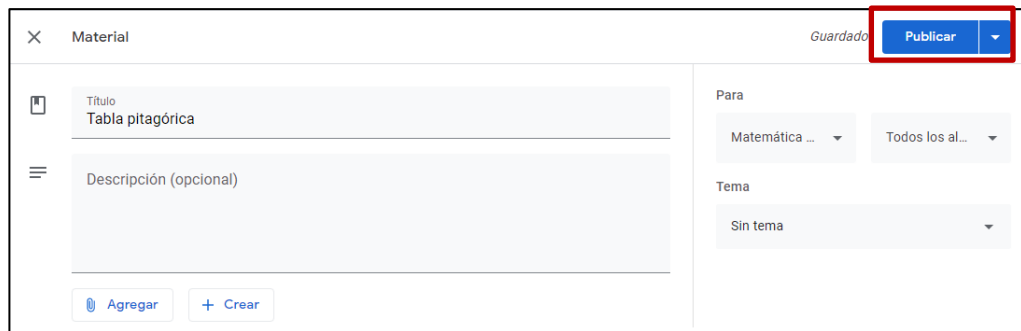 Material
Guardado
Publicar
Título
Tabla pitagórica
Descripción (opcional)
Agregar
+ Crear
Para
Matemática ...
Todos los al...
Tema
Sin tema